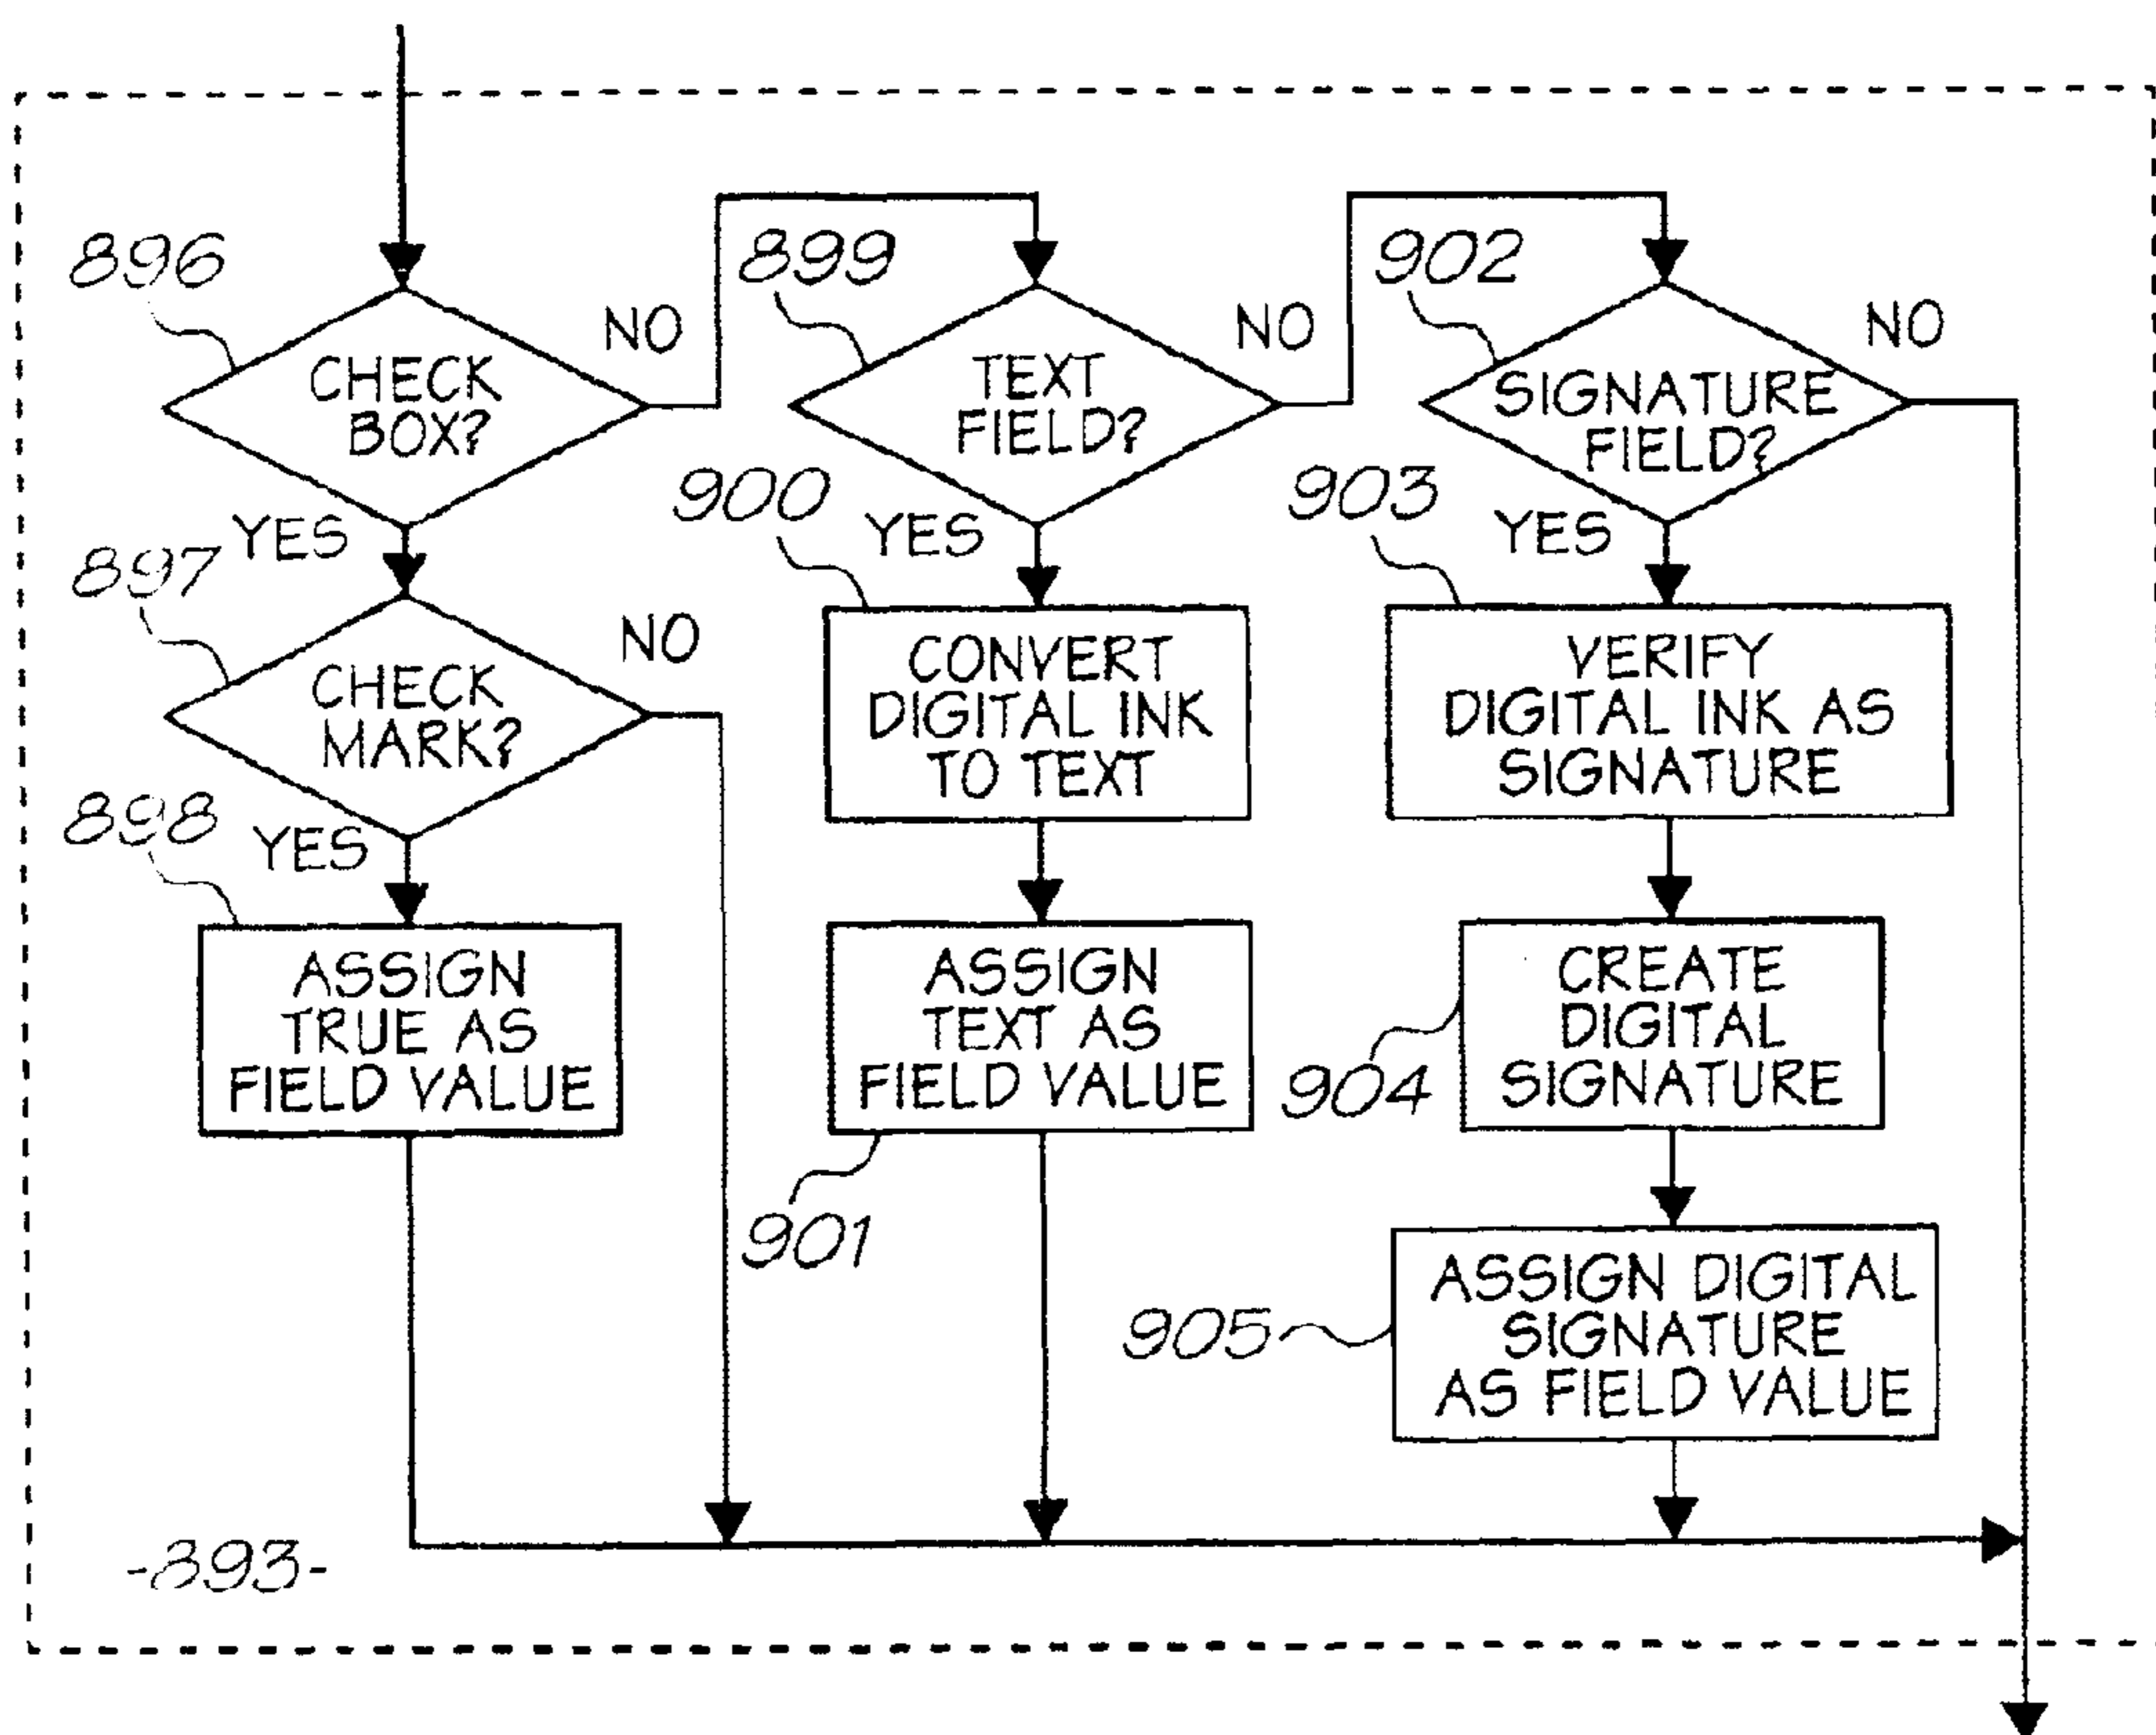 896
CHECK
BOX?
NO
YES
897
CHECK
MARK?
NO
YES
898
ASSIGN
TRUE AS
FIELD VALUE
899
TEXT
FIELD?
NO
YES
900
CONVERT
DIGITAL INK
TO TEXT
ASSIGN
TEXT AS
FIELD VALUE
901
902
SIGNATURE
FIELD?
NO
YES
903
VERIFY
DIGITAL INK AS
SIGNATURE
CREATE
DIGITAL
SIGNATURE
904
ASSIGN DIGITAL
SIGNATURE
AS FIELD VALUE
905
-893-